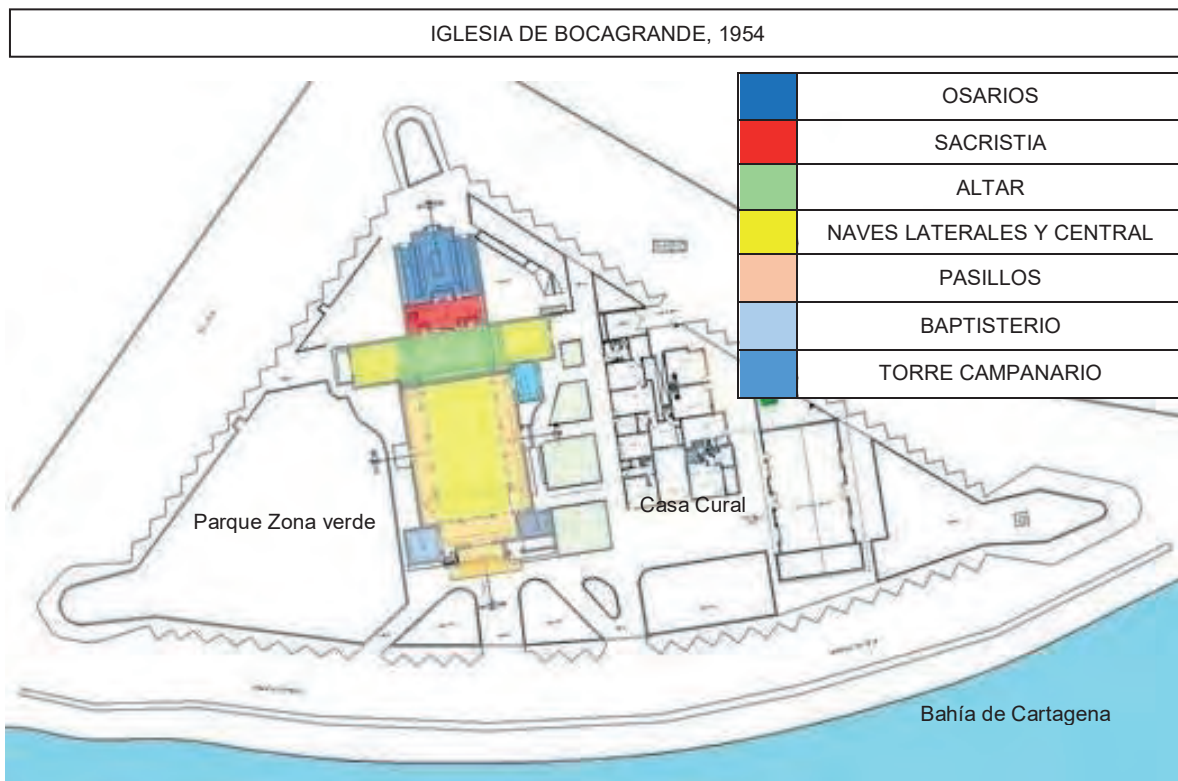 IGLESIA DE BOCAGRANDE, 1954
OSARIOS
SACRISTIA
ALTAR
NAVES LATERALES Y CENTRAL
PASILLOS
BAPTISTERIO
TORRE CAMPANARIO
Casa Cural
Parque Zona verde
Bahía de Cartagena